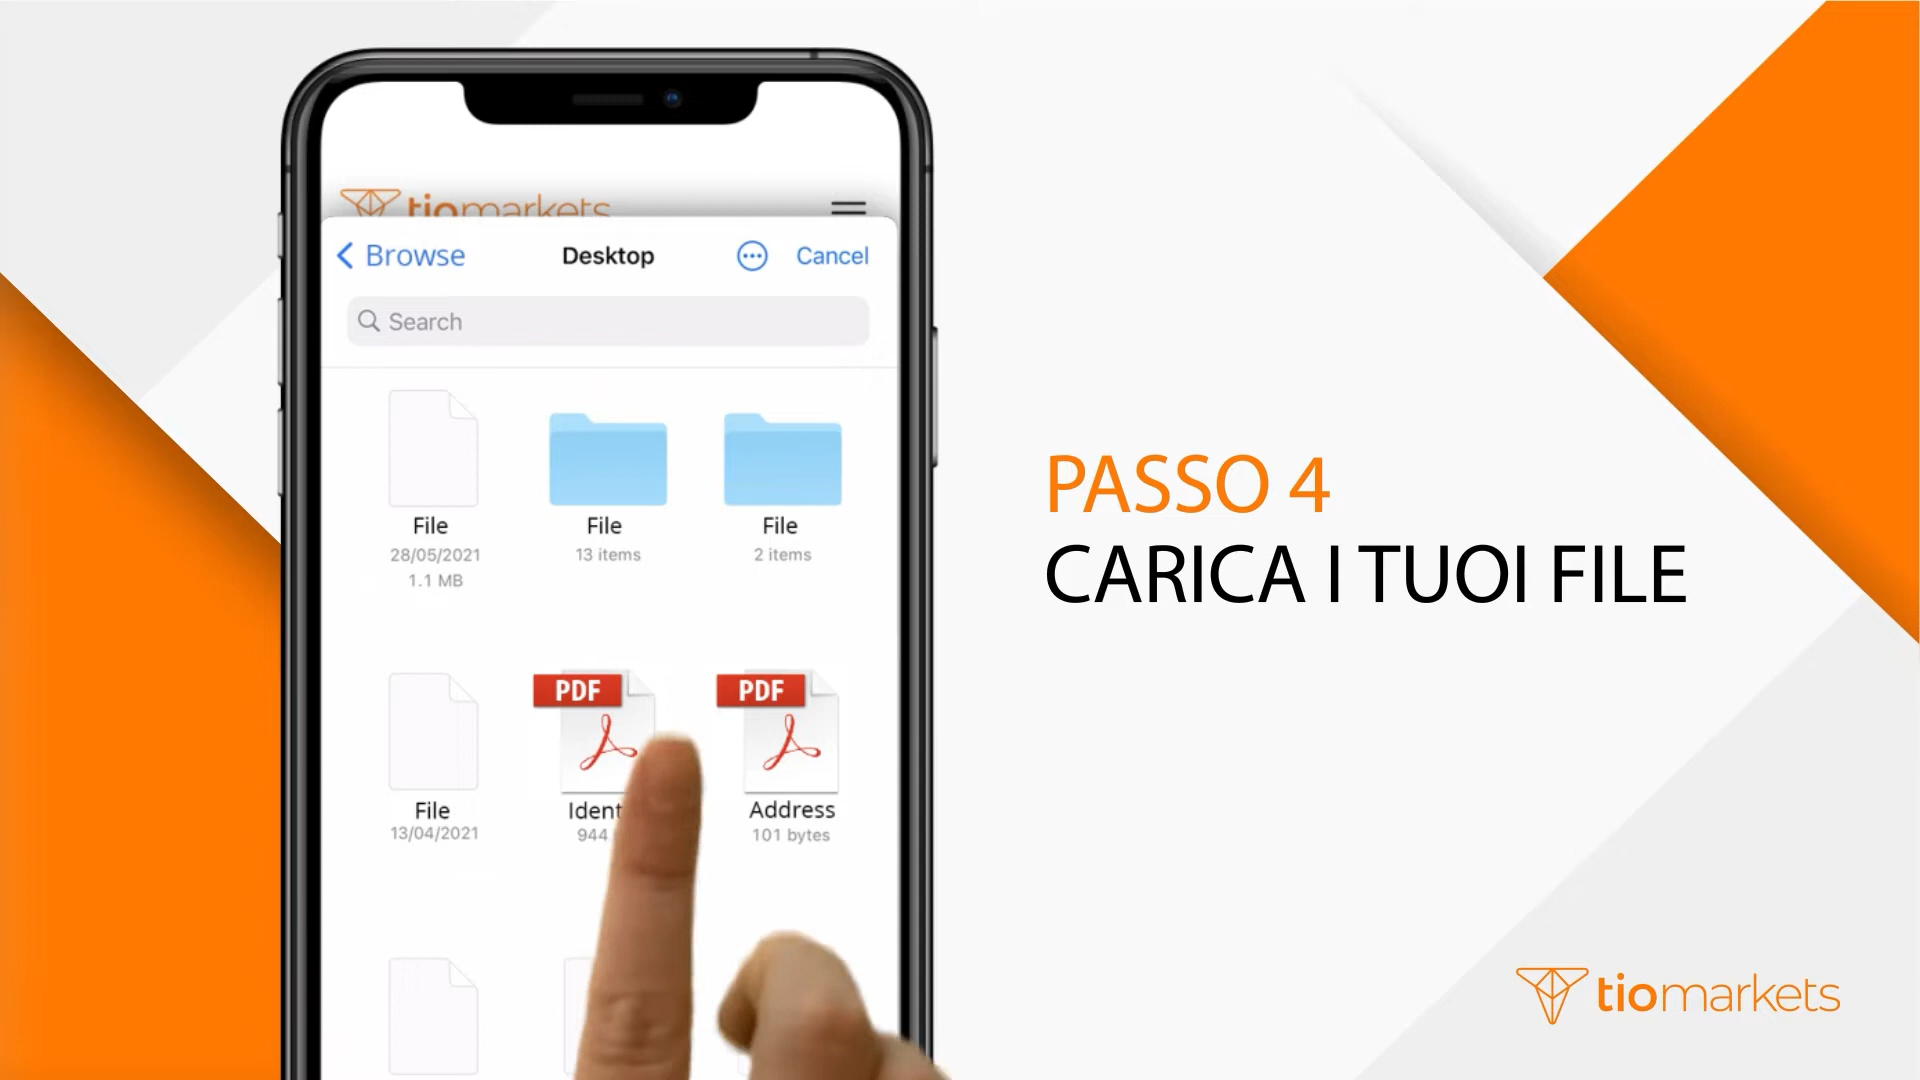 tiomarkets
Browse
Desktop
Cancel
Search
File
28/05/2021
1.1 MB
File
13 items
File
2 items
File
13/04/2021
PDF
944
PDF
Address
101 bytes
PASSO 4
CARICA I TUOI FILE
tiomarkets